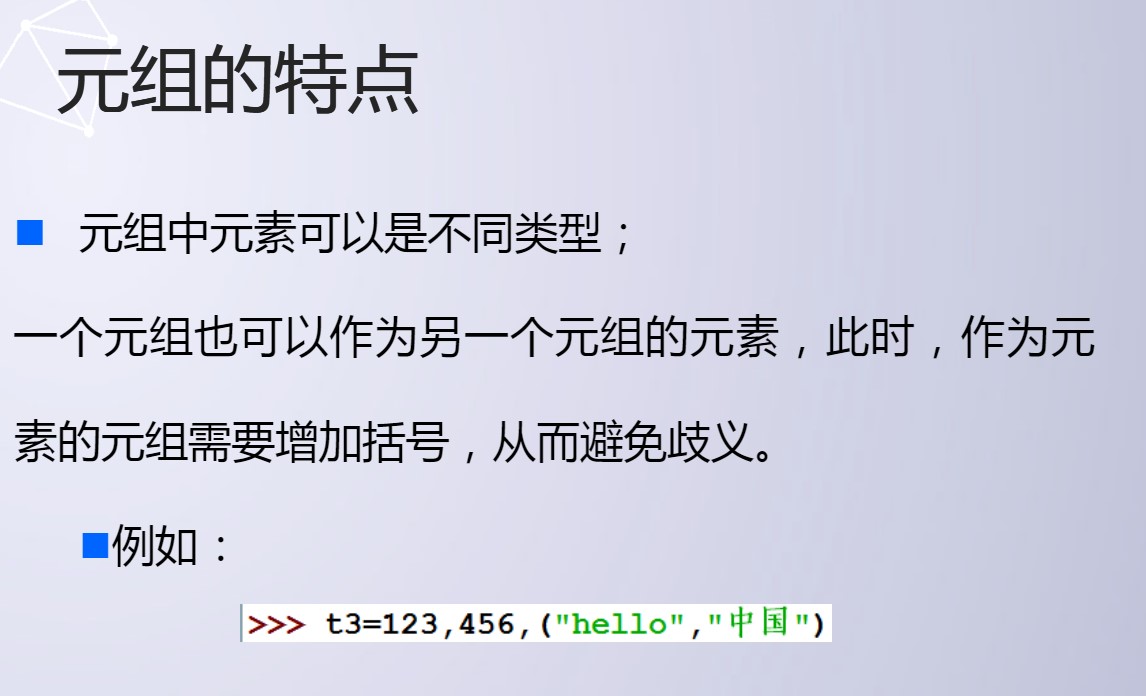 元组的特点
元组中元素可以是不同类型；
一个元组也可以作为另一个元组的元素，此时，作为元
素的元组需要增加括号，从而避免歧义。
例如：
>>> t3=123,456,("hello","中国")